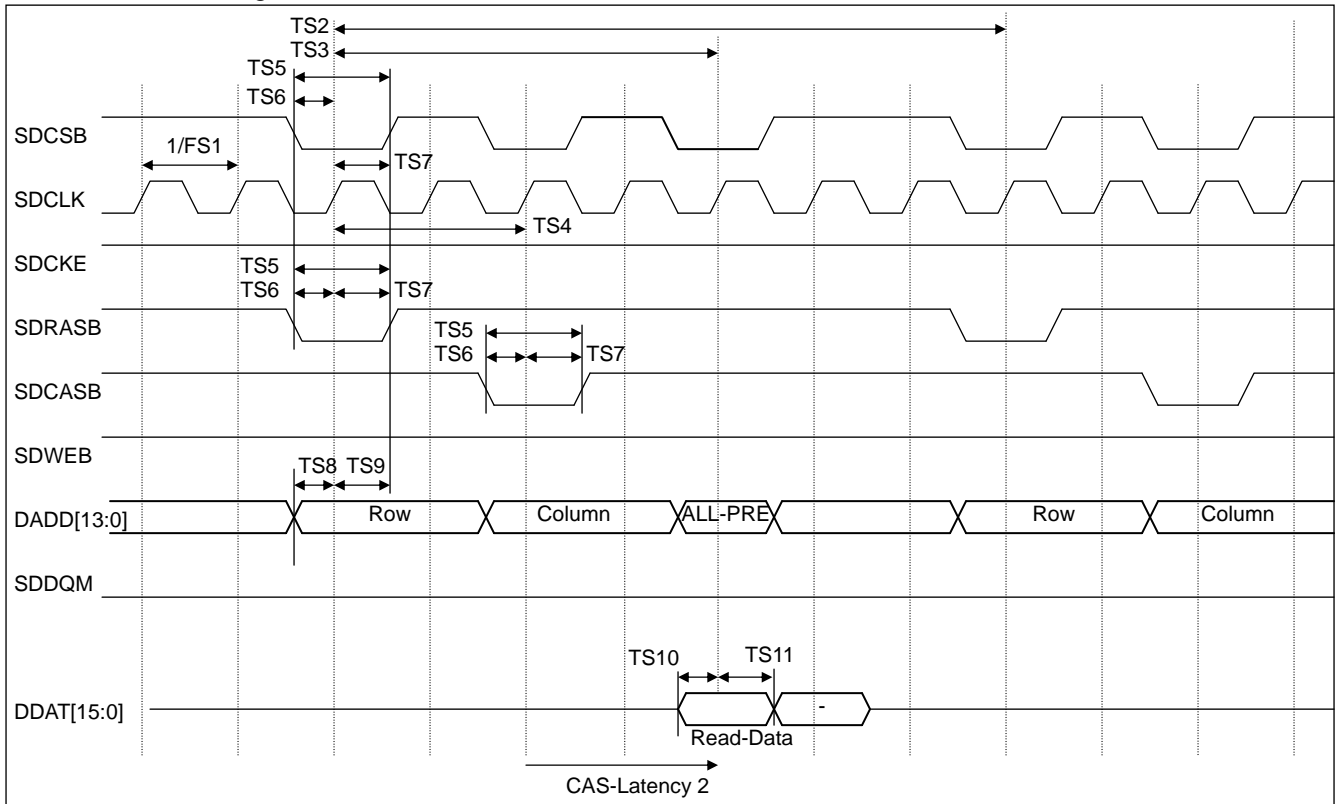 TS2
TS3
TS5
TS6
SDCSB
1/FS1
TS7
SDCLK
TS4
SDCKE
TS5
TS6 TS7
SDRASB
TS5
TS6 TS7
SDCASB
SDWEB
TS8 TS9
DADD[13:0] Row Column ALL-PRE Row Column
SDDQM
TS10 TS11
DDAT[15:0] -
Read-Data
CAS-Latency 2